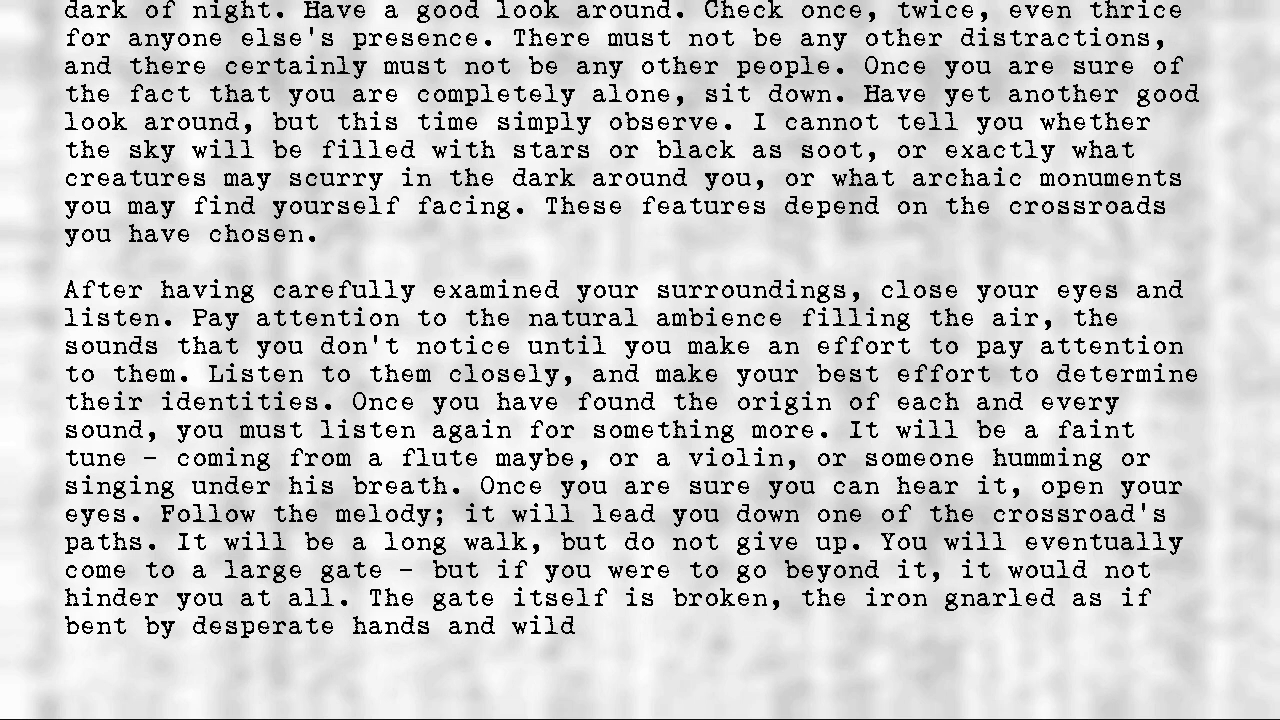 dark of night. Have a good look around. Check once, twice, even thrice
for anyone else's presence. There must not be any other distractions,
and there certainly must not be any other people. Once you are sure of
the fact that you are completely alone, sit down. Have yet another good
look around, but this time simply observe. I cannot tell you whether
the sky will be filled with stars or black as soot, or exactly what
creatures may scurry in the dark around you, or what archaic monuments
you may find yourself facing. These features depend on the crossroads
you have chosen.

After having carefully examined your surroundings, close your eyes and
listen. Pay attention to the natural ambience filling the air, the
sounds that you don't notice until you make an effort to pay attention
to them. Listen to them closely, and make your best effort to determine
their identities. Once you have found the origin of each and every
sound, you must listen again for something more. It will be a faint
tune - coming from a flute maybe, or a violin, or someone humming or
singing under his breath. Once you are sure you can hear it, open your
eyes. Follow the melody; it will lead you down one of the crossroad's
paths. It will be a long walk, but do not give up. You will eventually
come to a large gate - but if you were to go beyond it, it would not
hinder you at all. The gate itself is broken, the iron gnarled as if
bent by desperate hands and wild